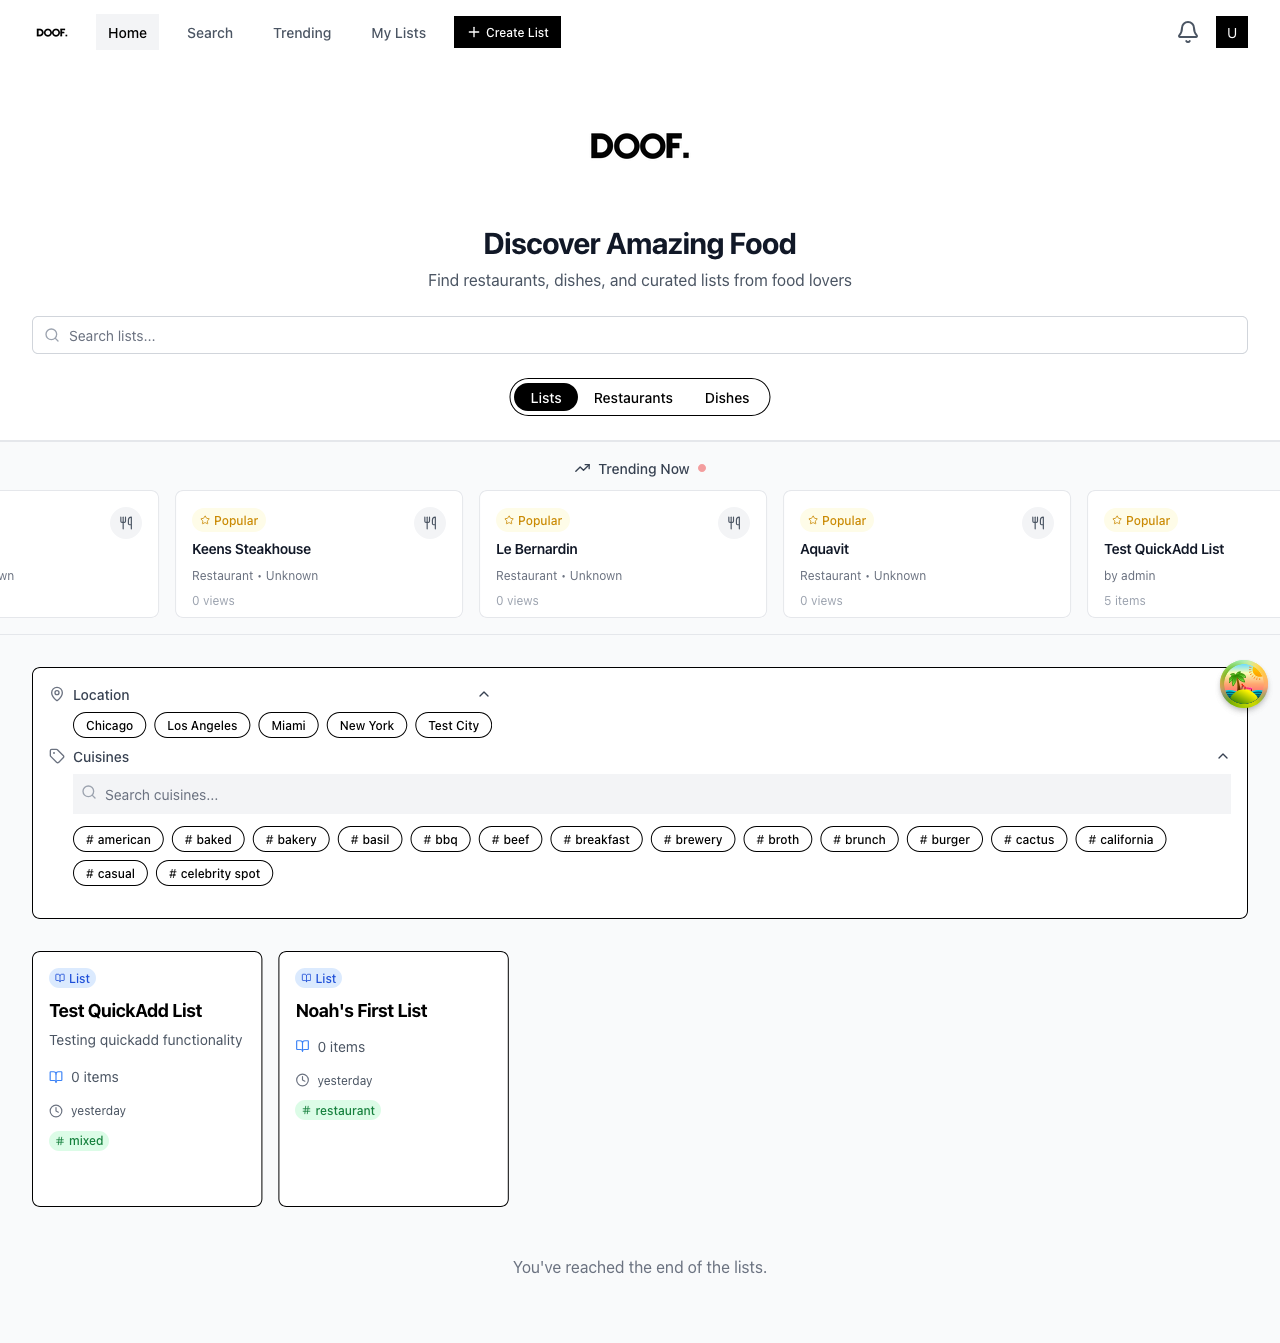 DOOF. Home Search Trending My Lists + Create List U
DOOF.
Discover Amazing Food
Find restaurants, dishes, and curated lists from food lovers
Search lists...
Lists Restaurants Dishes
Trending Now
Popular Popular Popular Popular
Keens Steakhouse Le Bernardin Aquavit Test QuickAdd List
wn Restaurant • Unknown Restaurant • Unknown Restaurant • Unknown by admin
0 views 0 views 0 views 5 items
Location
Chicago Los Angeles Miami New York Test City
Cuisines
Search cuisines...
# american # baked # bakery # basil # bbq # beef # breakfast # brewery # broth # brunch # burger # cactus # california
# casual # celebrity spot
List
Test QuickAdd List
Testing quickadd functionality
0 items
yesterday
# mixed
List
Noah's First List
0 items
yesterday
# restaurant
You've reached the end of the lists.